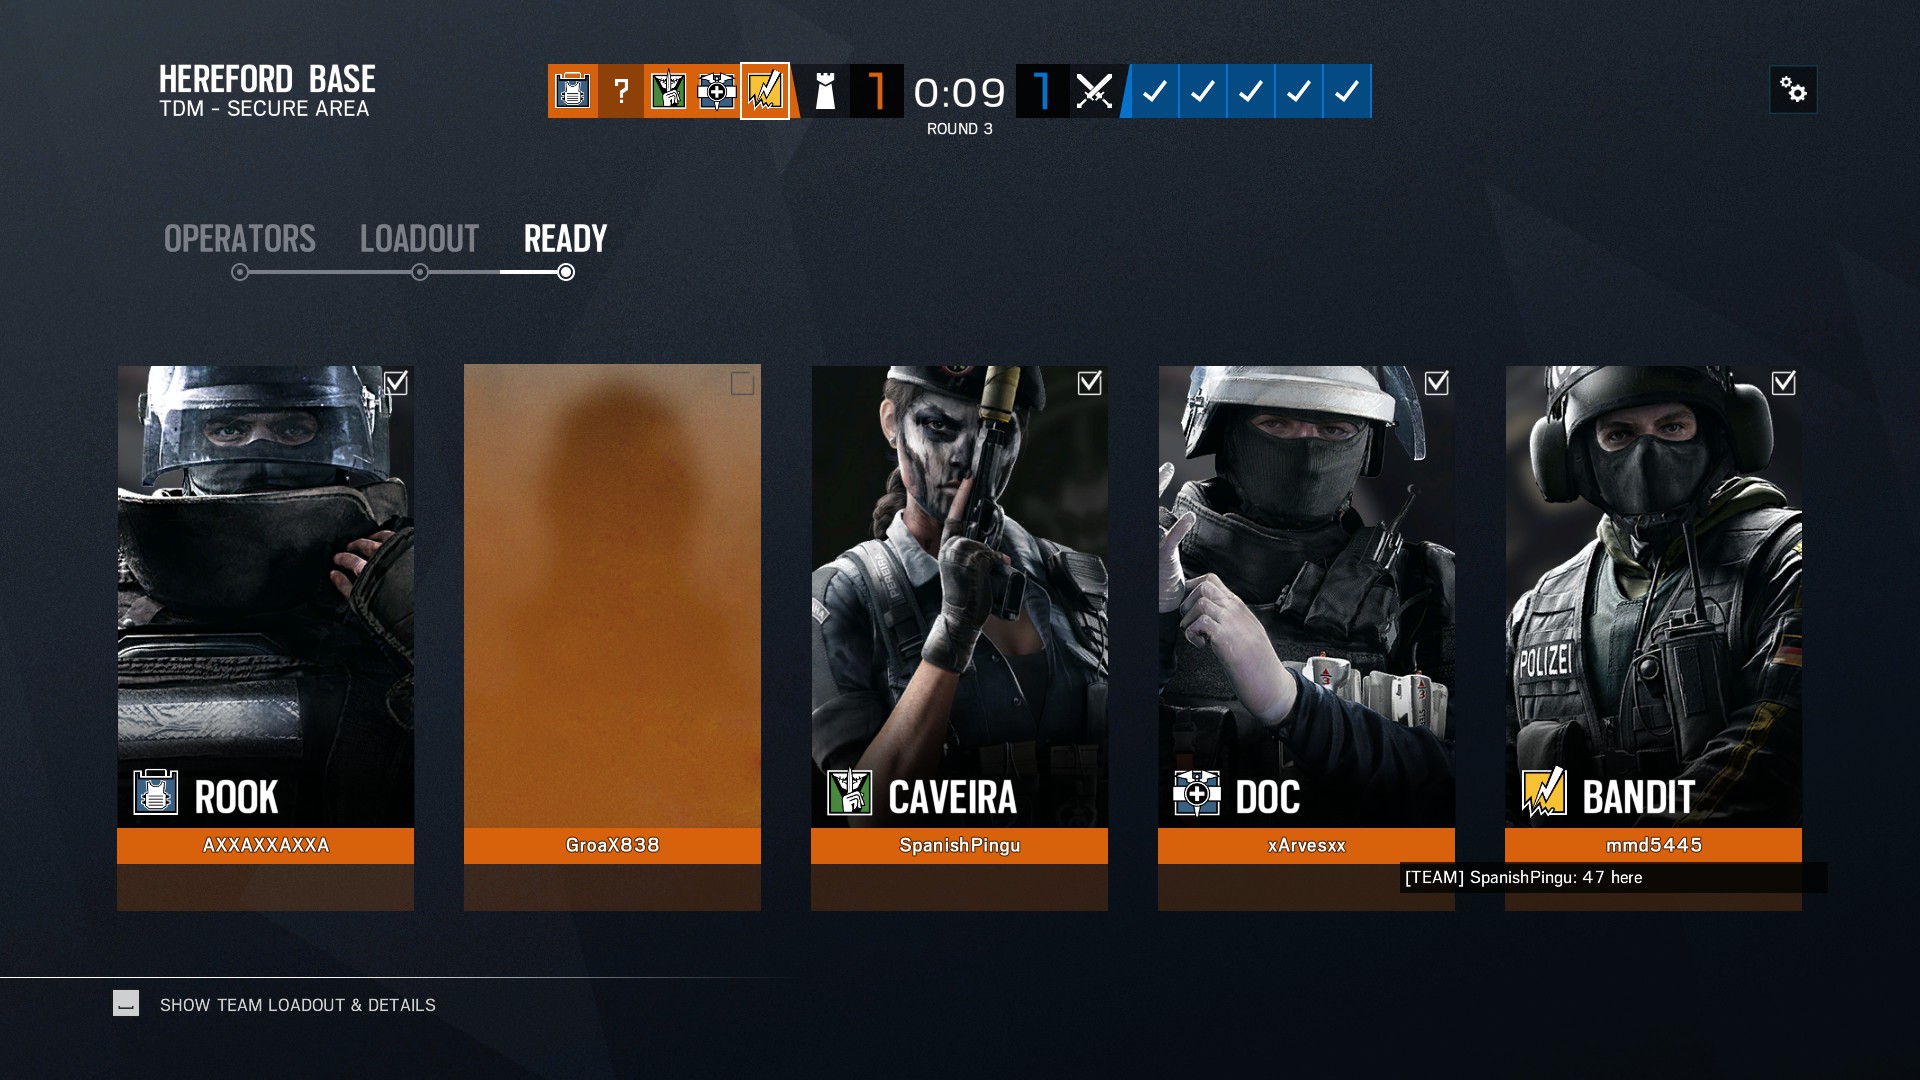 HEREFORD BASE
TDM - SECURE AREA
?
1
0:09
1
ROUND 3
OPERATORS
LOADOUT
READY
POLIZEI
ROOK
CAVEIRA
DOC
BANDIT
AXXAXXAXXA
GroaX838
SpanishPingu
xArvesxx
mmd5445
[TEAM] SpanishPingu: 47 here
SHOW TEAM LOADOUT & DETAILS